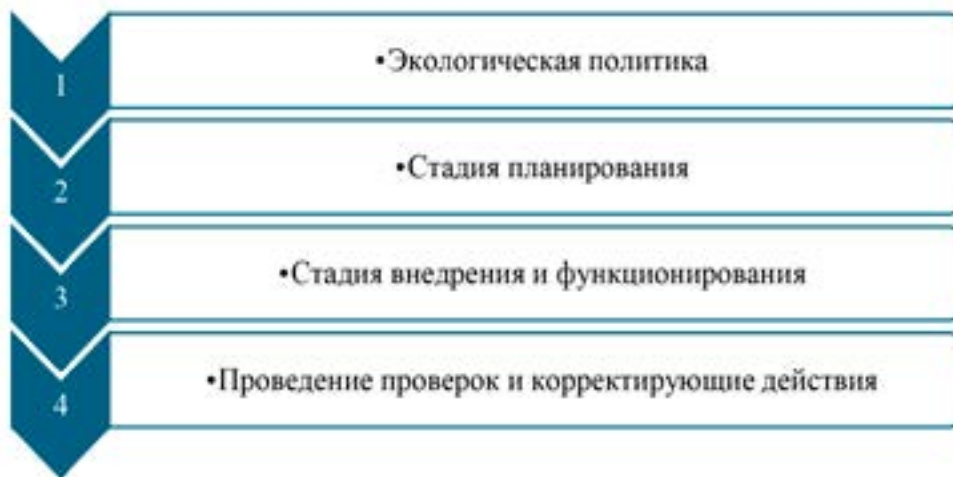 1
•Экологическая политика
2
•Стадия планирования
3
•Стадия внедрения и функционирования
4
•Проведение проверок и корректирующие действия